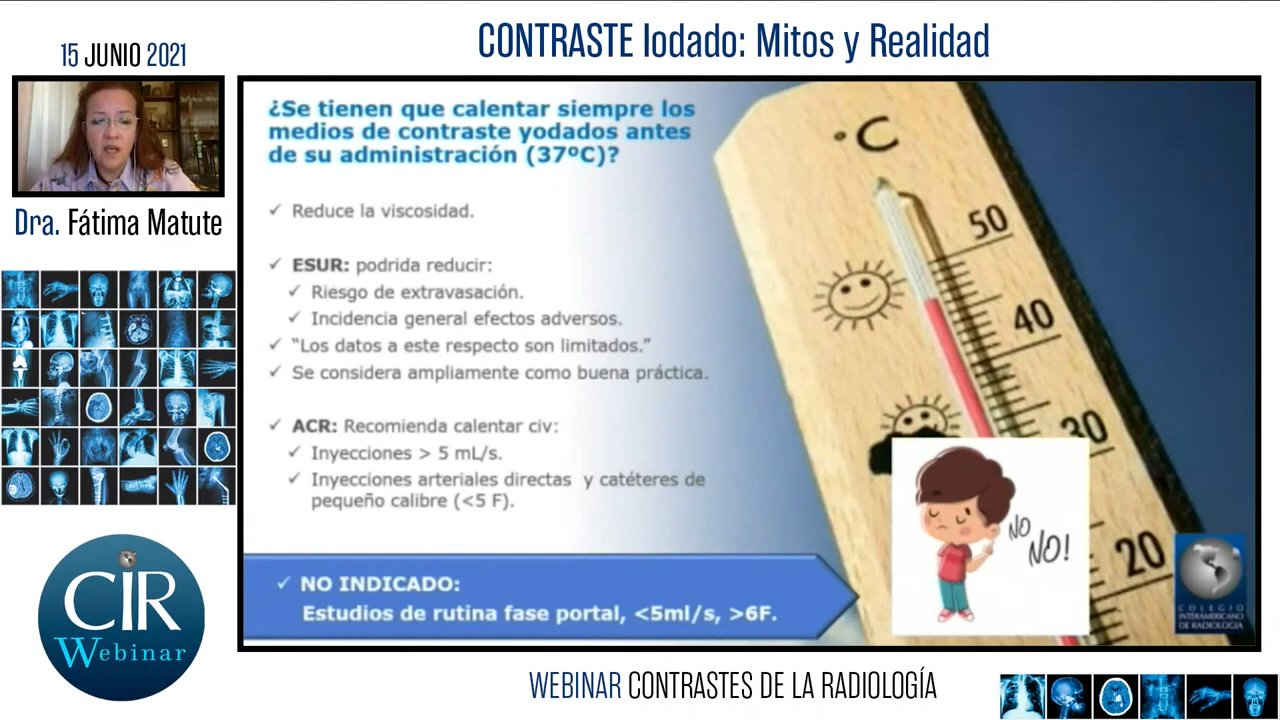 CONTRASTE Iodado: Mitos y Realidad
15 JUNIO 2021
Dra. Fátima Matute
¿Se tienen que calentar siempre los
medios de contraste yodados antes
de su administración (37ºC)?
✓ Reduce la viscosidad.
✓ ESUR: podrida reducir:
✓ Riesgo de extravasación.
✓ Incidencia general efectos adversos.
✓ “Los datos a este respecto son limitados.”
✓ Se considera ampliamente como buena práctica.
✓ ACR: Recomienda calentar civ:
✓ Inyecciones > 5 mL/s.
✓ Inyecciones arteriales directas y catéteres de
pequeño calibre (<5 F).
✓ NO INDICADO:
Estudios de rutina fase portal, <5ml/s, >6F.
°C
50
40
30
20
NO
NO!
COLEGIO
INTERAMERICANO
DE RADIOLOGIA
CIR
Webinar
WEBINAR CONTRASTES DE LA RADIOLOGÍA